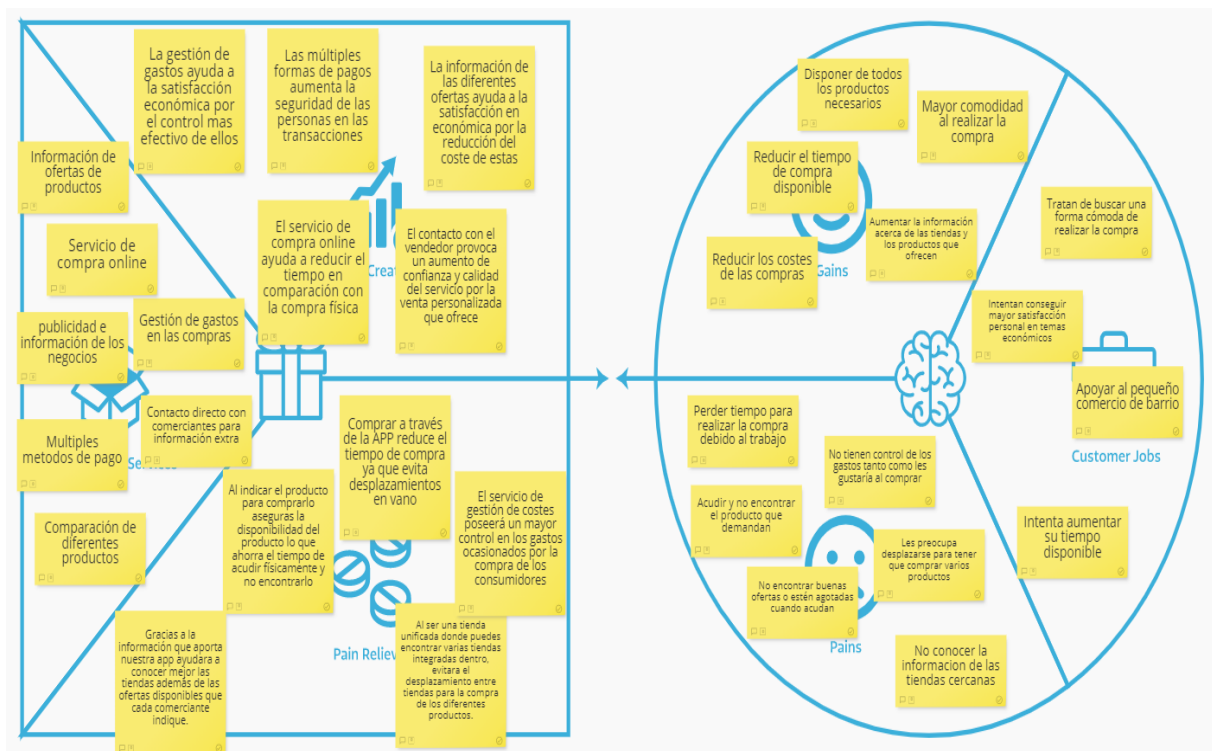 La gestión de
gastos ayuda a
la satisfacción
económica por
el control mas
efectivo de ellos
Las múltiples
formas de pagos
aumenta la
seguridad de las
personas en las
transacciones
La información de
las diferentes
ofertas ayuda a la
satisfacción en
económica por la
reducción del
coste de estas
Información de
ofertas de
productos
Servicio de
compra online
El servicio de
compra online
ayuda a reducir el
tiempo en
comparación con
la compra física
El contacto con el
vendedor provoca
un aumento de
confianza y calidad
del servicio por la
venta personalizada
que ofrece
publicidad e
información de los
negocios
Gestión de gastos
en las compras
Contacto directo con
comerciantes para
información extra
Multiples
metodos de pago
Comparación de
diferentes
productos
Comprar a través
de la APP reduce el
tiempo de compra
ya que evita
desplazamientos
en vano
Al indicar el producto
para comprarlo
aseguras la
disponibilidad del
producto lo que
ahorra el tiempo de
acudir físicamente y
no encontrarlo
El servicio de
gestión de costes
poseerá un mayor
control en los gastos
ocasionados por la
compra de los
consumidores
Pain Reliev
Gracias a la
información que aporta
nuestra app ayudara a
conocer mejor las
tiendas además de las
ofertas disponibles que
cada comerciante
indique.
Al ser una tienda
unificada donde puedes
encontrar varias tiendas
integradas dentro,
evitara el
desplazamiento entre
tiendas para la compra
de los diferentes
productos.
Disponer de todos
los productos
necesarios
Mayor comodidad
al realizar la
compra
Reducir el tiempo
de compra
disponible
Aumentar la información
acerca de las tiendas y
los productos que
ofrecen
Reducir los costes
de las compras
Gains
Tratan de buscar una
forma cómoda de
realizar la compra
Intentan conseguir
mayor satisfacción
personal en temas
económicos
Apoyar al pequeño
comercio de barrio
Customer Jobs
Intenta aumentar
su tiempo
disponible
Perder tiempo para
realizar la compra
debido al trabajo
No tienen control de los
gastos tanto como les
gustaría al comprar
Acudir y no encontrar
el producto que
demandan
Les preocupa
desplazarse para tener
que comprar varios
productos
No encontrar buenas
ofertas o estén agotadas
cuando acudan
Pains
No conocer la
informacion de las
tiendas cercanas